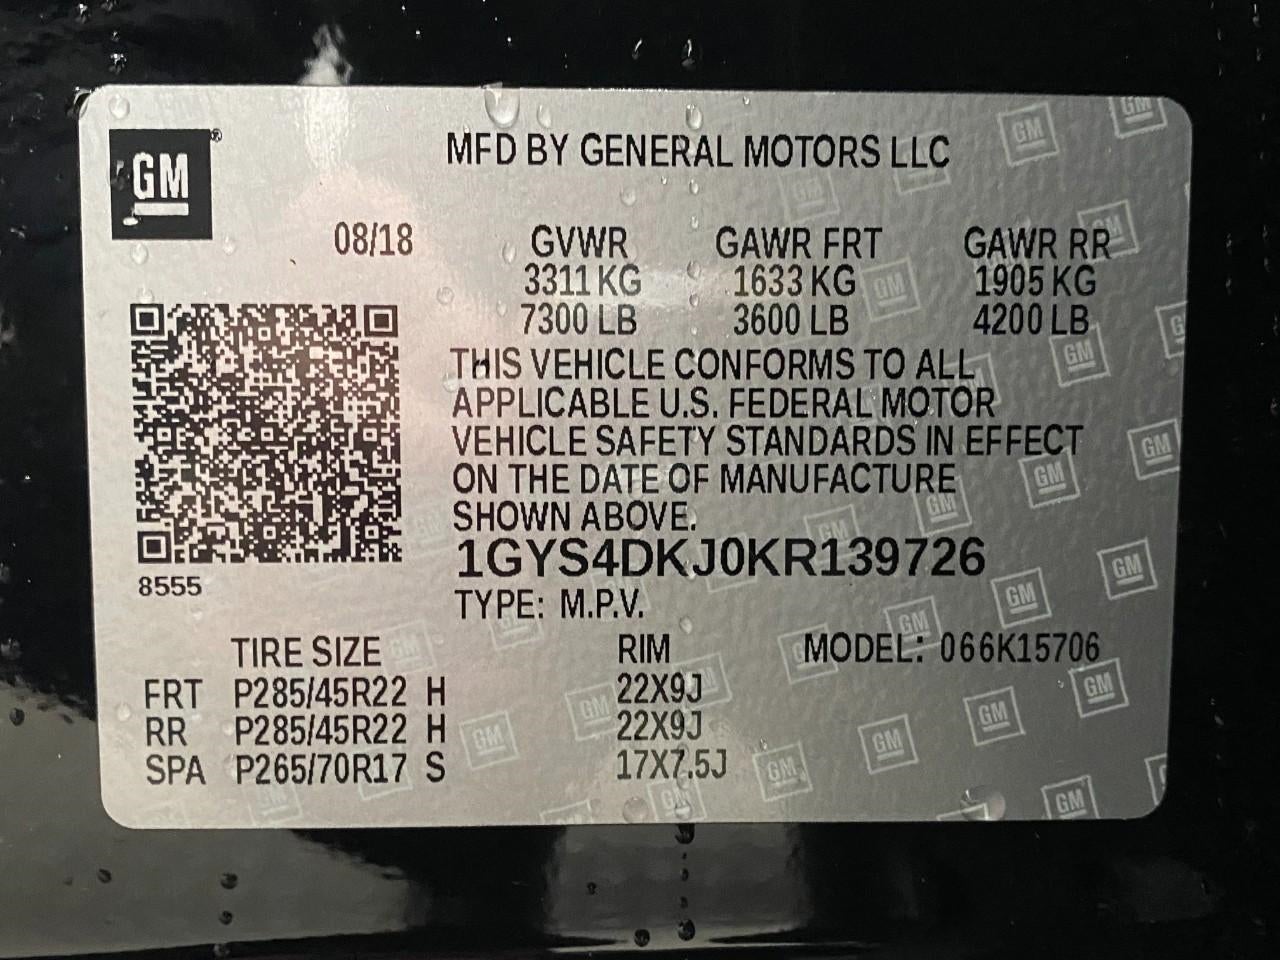 GM
MFD BY GENERAL MOTORS LLC
08/18 GVWR GAWR FRT GAWR RR
3311 KG 1633 KG 1905 KG
7300 LB 3600 LB 4200 LB
THIS VEHICLE CONFORMS TO ALL
APPLICABLE U.S. FEDERAL MOTOR
VEHICLE SAFETY STANDARDS IN EFFECT
ON THE DATE OF MANUFACTURE
SHOWN ABOVE.
1GYS4DKJ0KR139726
8555
TYPE: M.P.V.
TIRE SIZE RIM MODEL: 066K15706
FRT P285/45R22 H 22X9J
RR P285/45R22 H 22X9J
SPA P265/70R17 S 17X7.5J